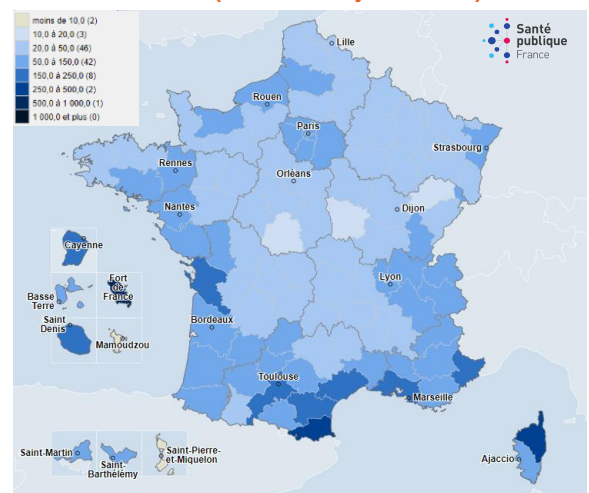 moins de 10,0 (2)
10,0 à 20,0 (3)
20,0 à 50,0 (46)
50,0 à 150,0 (42)
150,0 à 250,0 (8)
250,0 à 500,0 (2)
500,0 à 1 000,0 (1)
1 000,0 et plus (0)
Santé
publique
France
Lille
Rouen
Paris
Strasbourg
Rennes
Orléans
Nantes
Dijon
Cayenne
Lyon
Fort
de
France
Basse
Terre
Saint
Denis
Mamoudzou
Bordeaux
Toulouse
Marseille
Saint-Martin
Saint-
Barthélémy
Saint-Pierre
et-Miquelon
Ajaccio